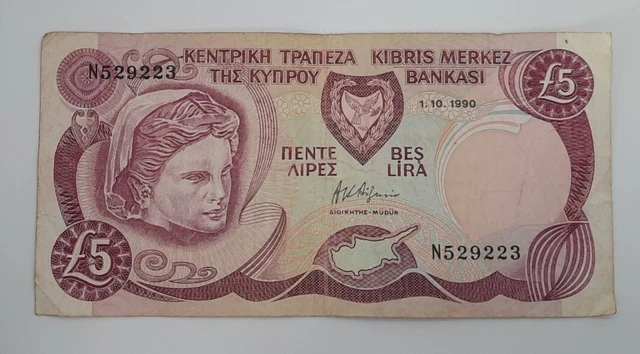 ΚΕΝΤΡΙΚΗ ΤΡΑΠΕΖΑ
ΤΗΣ ΚΥΠΡΟΥ
KIBRIS MERKEZ
BANKASI
N529223
£5
1.10.1990
ΠΕΝΤΕ
ΛΙΡΕΣ
BEŞ
LİRA
ΔΙΟΙΚΗΤΗΣ - MÜDÜR
N529223
£5